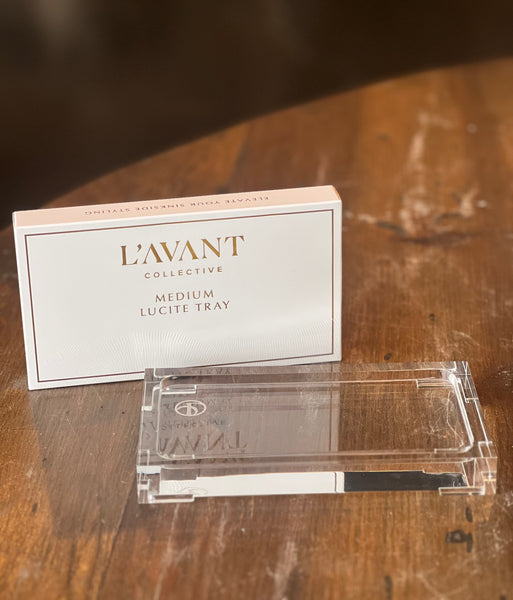 ELEVATE YOUR SINKSIDE STYLING
L'AVANT
COLLECTIVE
MEDIUM
LUCITE TRAY